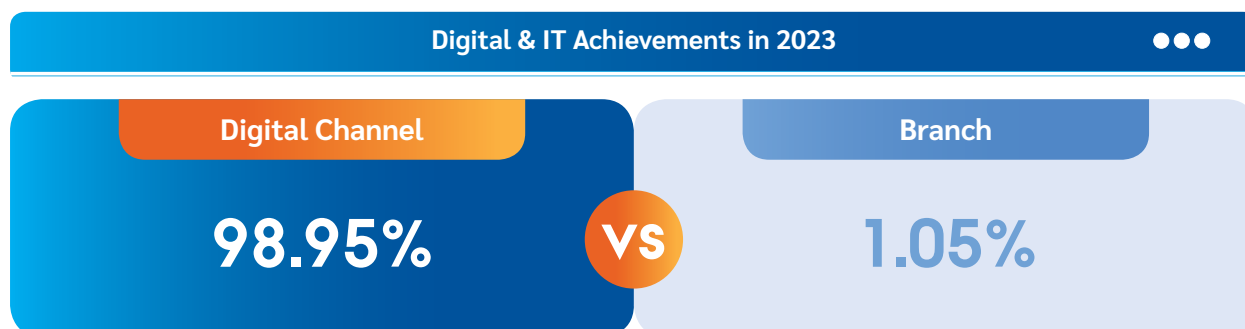 Digital & IT Achievements in 2023
Digital Channel
Branch
98.95%
VS
1.05%